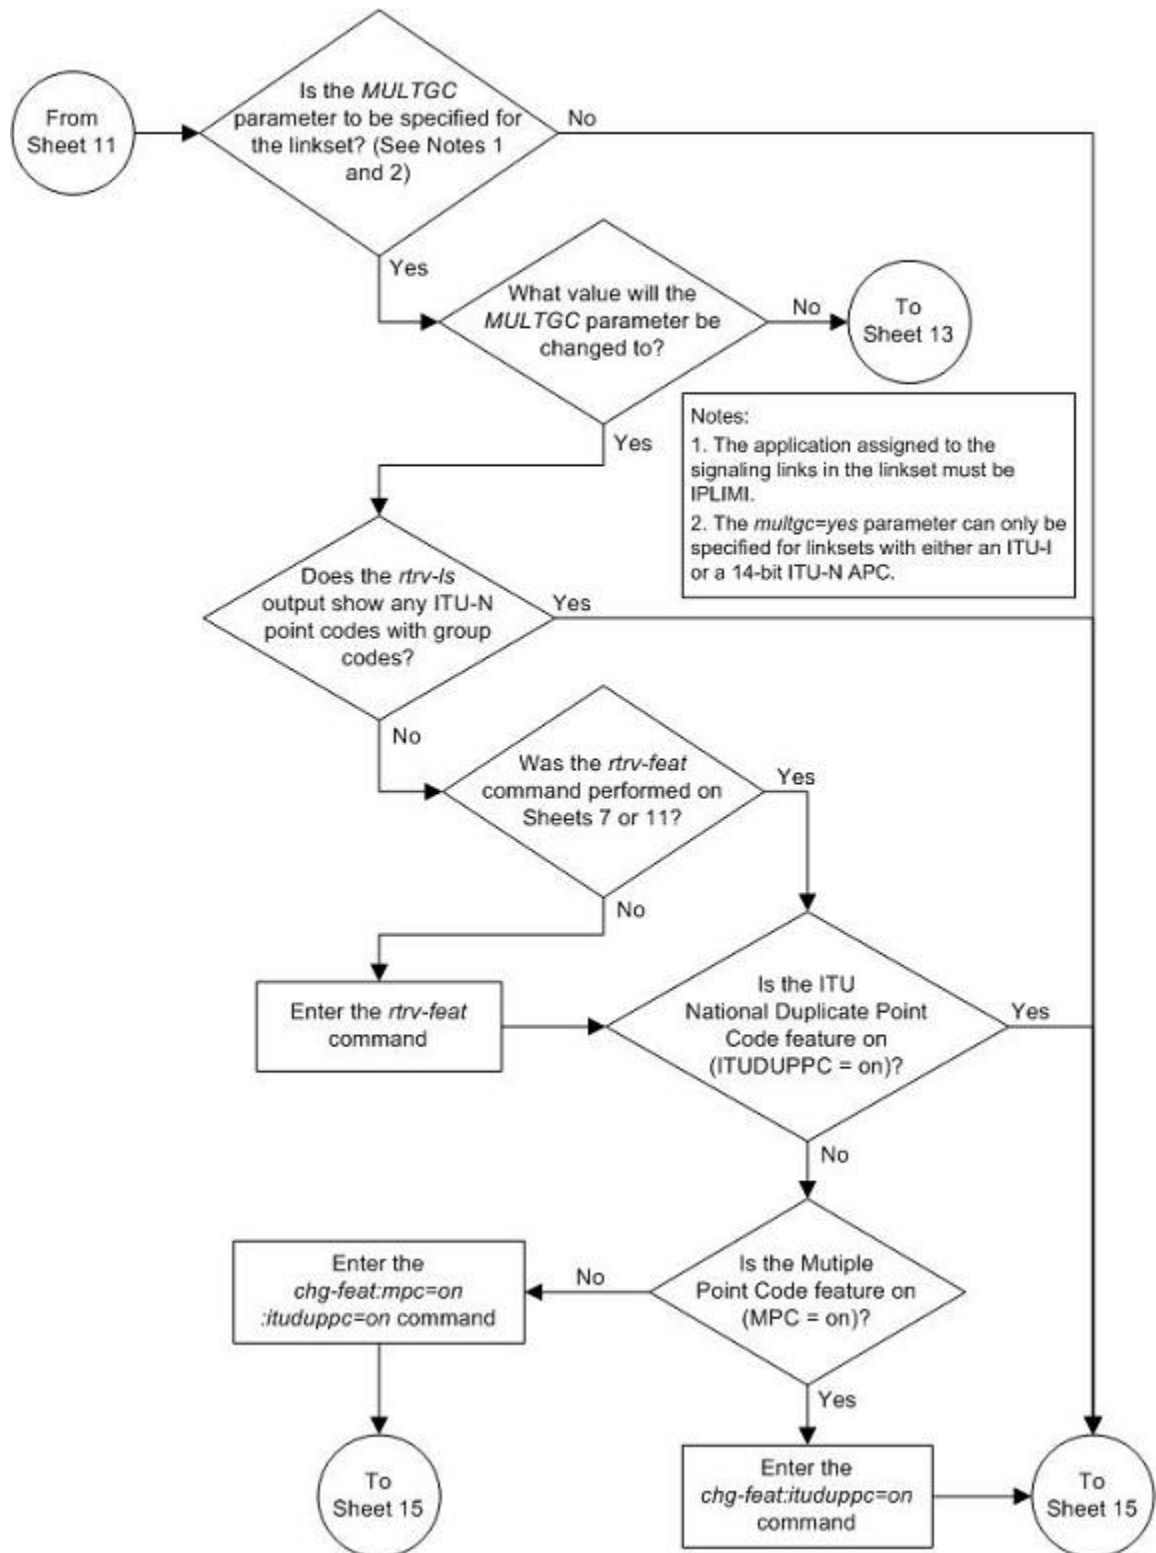 From
Sheet 11
Is the MULTGC
parameter to be specified for
the linkset? (See Notes 1
and 2)
No
Yes
What value will the
MULTGC parameter be
changed to?
No
To
Sheet 13
Yes
Notes:
1. The application assigned to the
signaling links in the linkset must be
IPLIMI.
2. The multgc=yes parameter can only be
specified for linksets with either an ITU-I
or a 14-bit ITU-N APC.
Does the rtrv-ls
output show any ITU-N
point codes with group
codes?
Yes
No
Was the rtrv-feat
command performed on
Sheets 7 or 11?
Yes
No
Enter the rtrv-feat
command
Is the ITU
National Duplicate Point
Code feature on
(ITUDUPPC = on)?
Yes
No
Is the Mutiple
Point Code feature on
(MPC = on)?
No
Enter the
chg-feat:mpc=on
:ituduppc=on command
Yes
To
Sheet 15
Enter the
chg-feat:ituduppc=on
command
To
Sheet 15